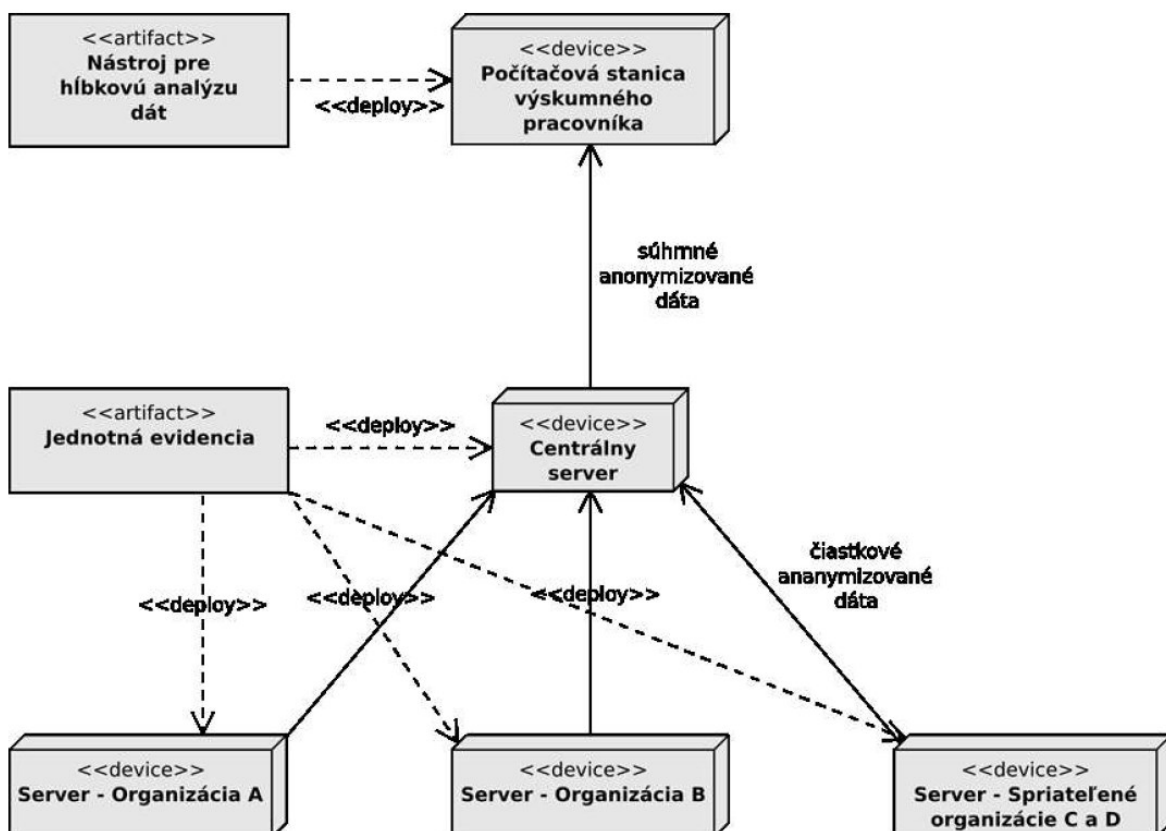 <<artifact>>
Nástroj pre
hĺbkovú analýzu
dát
<<device>>
Počítačová stanica
výskumného
pracovníka
<<deploy>>
súhrnné
anonymizované
dáta
<<artifact>>
Jednotná evidencia
<<deploy>>
<<device>>
Centrálny
server
čiastkové
ananymizované
dáta
<<deploy>>
<<deploy>>
<<deploy>>
<<device>>
Server - Organizácia A
<<device>>
Server - Organizácia B
<<device>>
Server - Spriateľené
organizácie C a D